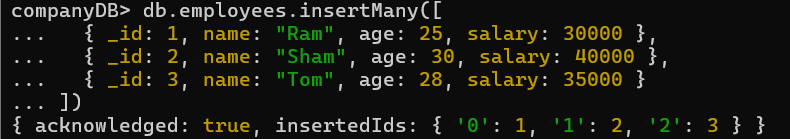 companyDB> db.employees.insertMany([
...   { _id: 1, name: "Ram", age: 25, salary: 30000 },
...   { _id: 2, name: "Sham", age: 30, salary: 40000 },
...   { _id: 3, name: "Tom", age: 28, salary: 35000 }
... ])
{ acknowledged: true, insertedIds: { '0': 1, '1': 2, '2': 3 } }